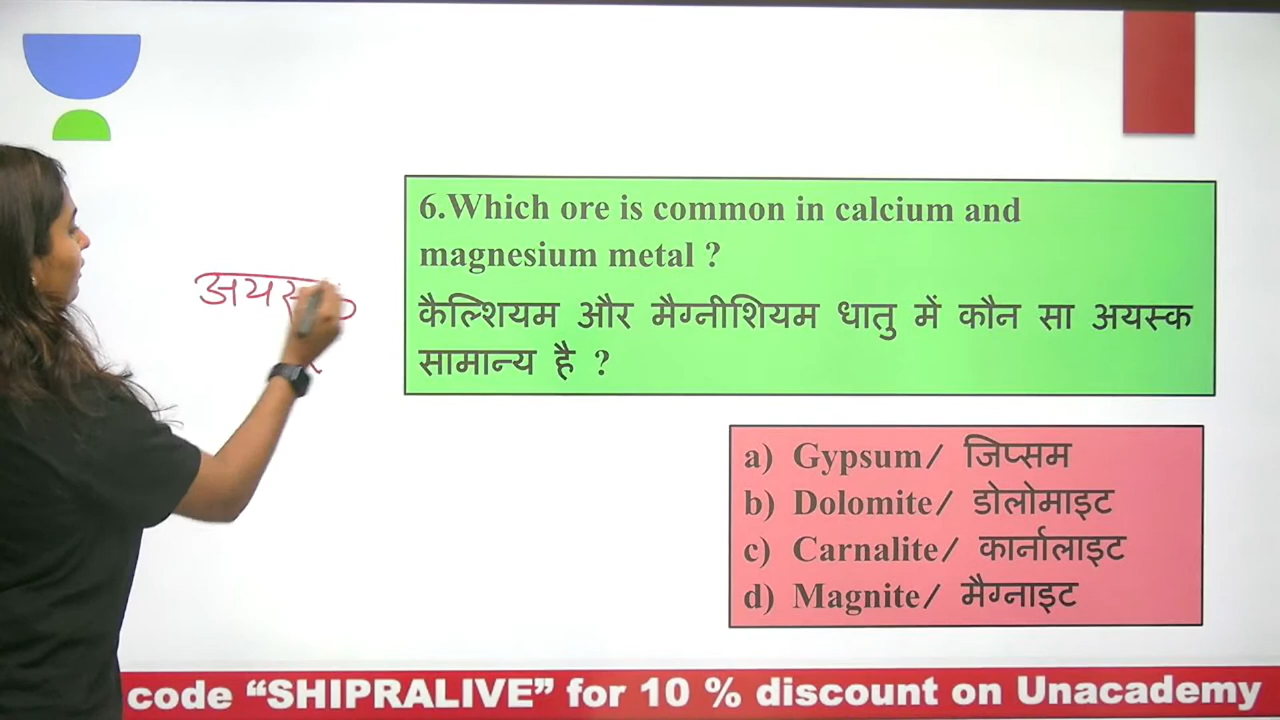 6.Which ore is common in calcium and
magnesium metal ?
कैल्शियम और मैग्नीशियम धातु में कौन सा अयस्क
सामान्य है ?
a) Gypsum/ जिप्सम
b) Dolomite/ डोलोमाइट
c) Carnalite/ कार्नालाइट
d) Magnite/ मैग्नाइट
code “SHIPRALIVE” for 10 % discount on Unacademy